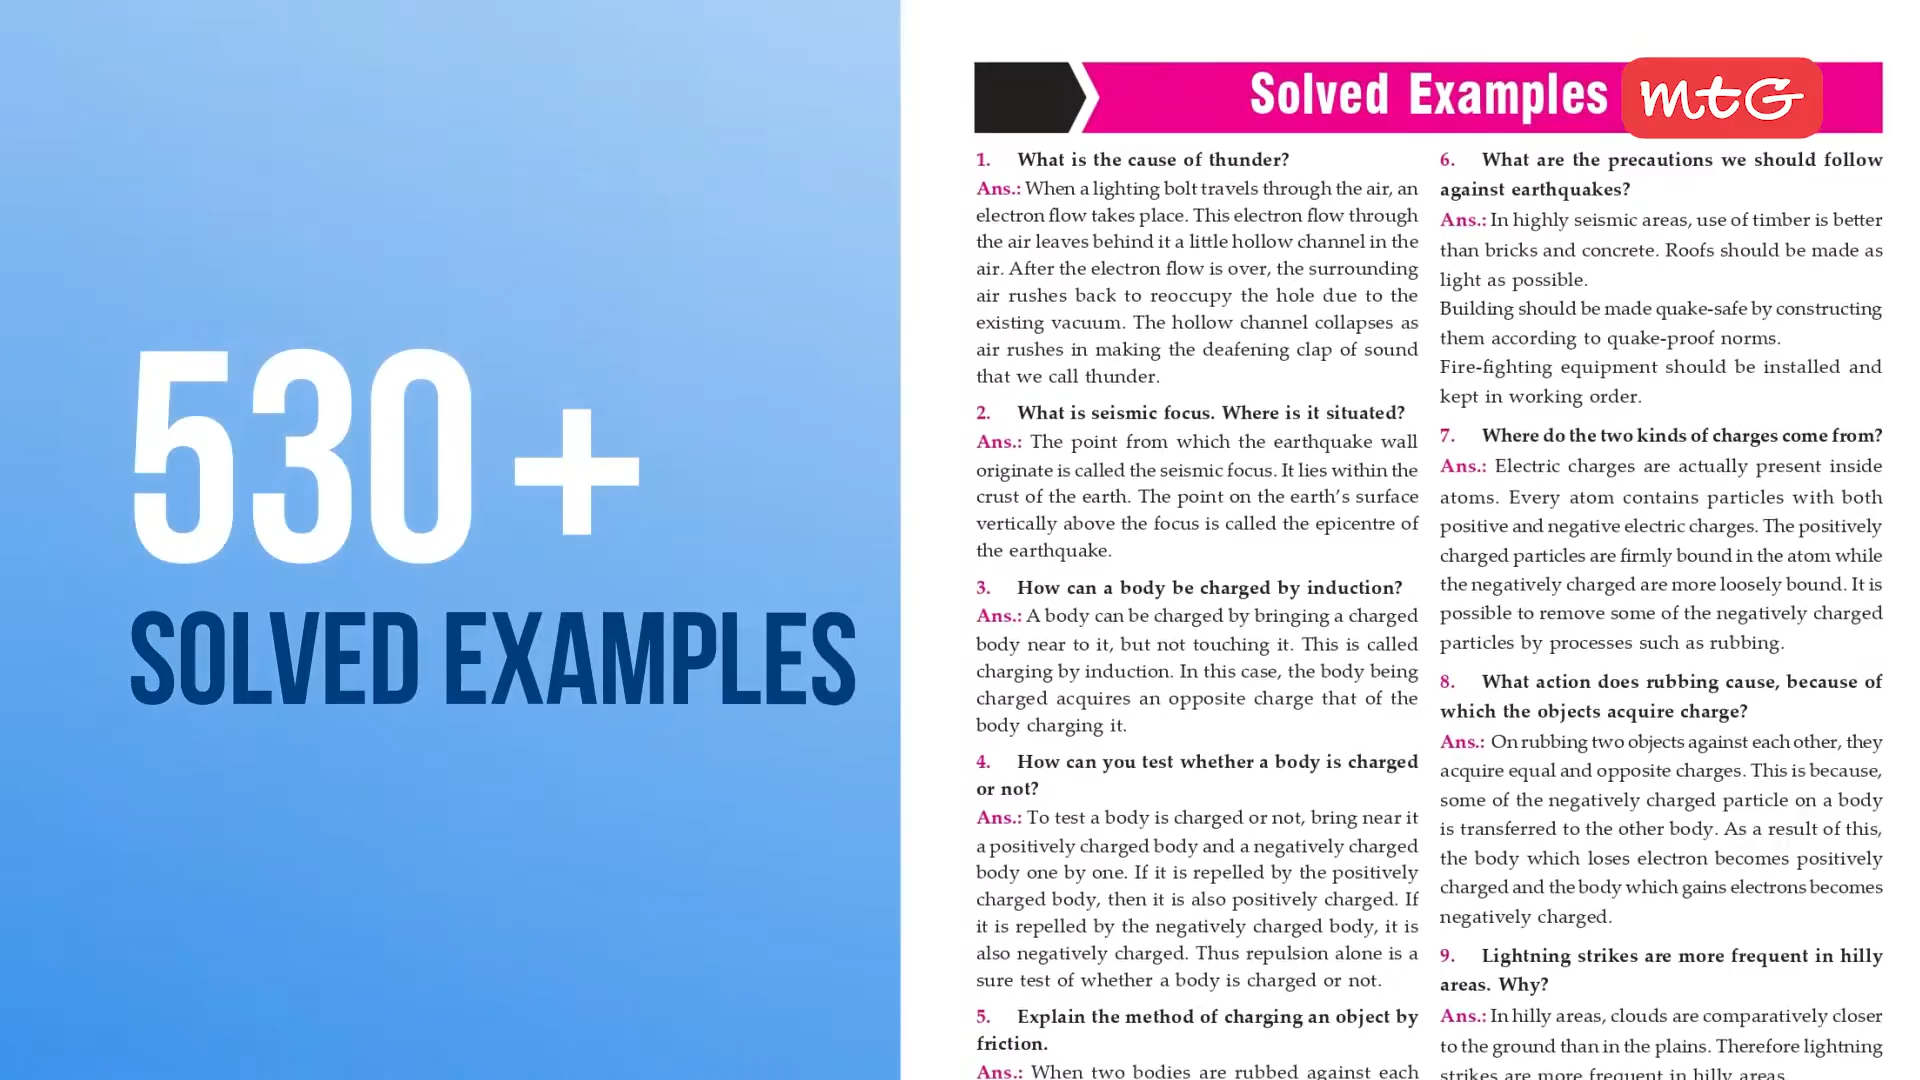 530+
SOLVED EXAMPLES
Solved Examples
mtG
1. What is the cause of thunder?
Ans.: When a lighting bolt travels through the air, an
electron flow takes place. This electron flow through
the air leaves behind it a little hollow channel in the
air. After the electron flow is over, the surrounding
air rushes back to reoccupy the hole due to the
existing vacuum. The hollow channel collapses as
air rushes in making the deafening clap of sound
that we call thunder.
2. What is seismic focus. Where is it situated?
Ans.: The point from which the earthquake wall
originate is called the seismic focus. It lies within the
crust of the earth. The point on the earth’s surface
vertically above the focus is called the epicentre of
the earthquake.
3. How can a body be charged by induction?
Ans.: A body can be charged by bringing a charged
body near to it, but not touching it. This is called
charging by induction. In this case, the body being
charged acquires an opposite charge that of the
body charging it.
4. How can you test whether a body is charged
or not?
Ans.: To test a body is charged or not, bring near it
a positively charged body and a negatively charged
body one by one. If it is repelled by the positively
charged body, then it is also positively charged. If
it is repelled by the negatively charged body, it is
also negatively charged. Thus repulsion alone is a
sure test of whether a body is charged or not.
5. Explain the method of charging an object by
friction.
Ans.: When two bodies are rubbed against each
6. What are the precautions we should follow
against earthquakes?
Ans.: In highly seismic areas, use of timber is better
than bricks and concrete. Roofs should be made as
light as possible.
Building should be made quake-safe by constructing
them according to quake-proof norms.
Fire-fighting equipment should be installed and
kept in working order.
7. Where do the two kinds of charges come from?
Ans.: Electric charges are actually present inside
atoms. Every atom contains particles with both
positive and negative electric charges. The positively
charged particles are firmly bound in the atom while
the negatively charged are more loosely bound. It is
possible to remove some of the negatively charged
particles by processes such as rubbing.
8. What action does rubbing cause, because of
which the objects acquire charge?
Ans.: On rubbing two objects against each other, they
acquire equal and opposite charges. This is because,
some of the negatively charged particle on a body
is transferred to the other body. As a result of this,
the body which loses electron becomes positively
charged and the body which gains electrons becomes
negatively charged.
9. Lightning strikes are more frequent in hilly
areas. Why?
Ans.: In hilly areas, clouds are comparatively closer
to the ground than in the plains. Therefore lightning
strikes are more frequent in hilly areas.